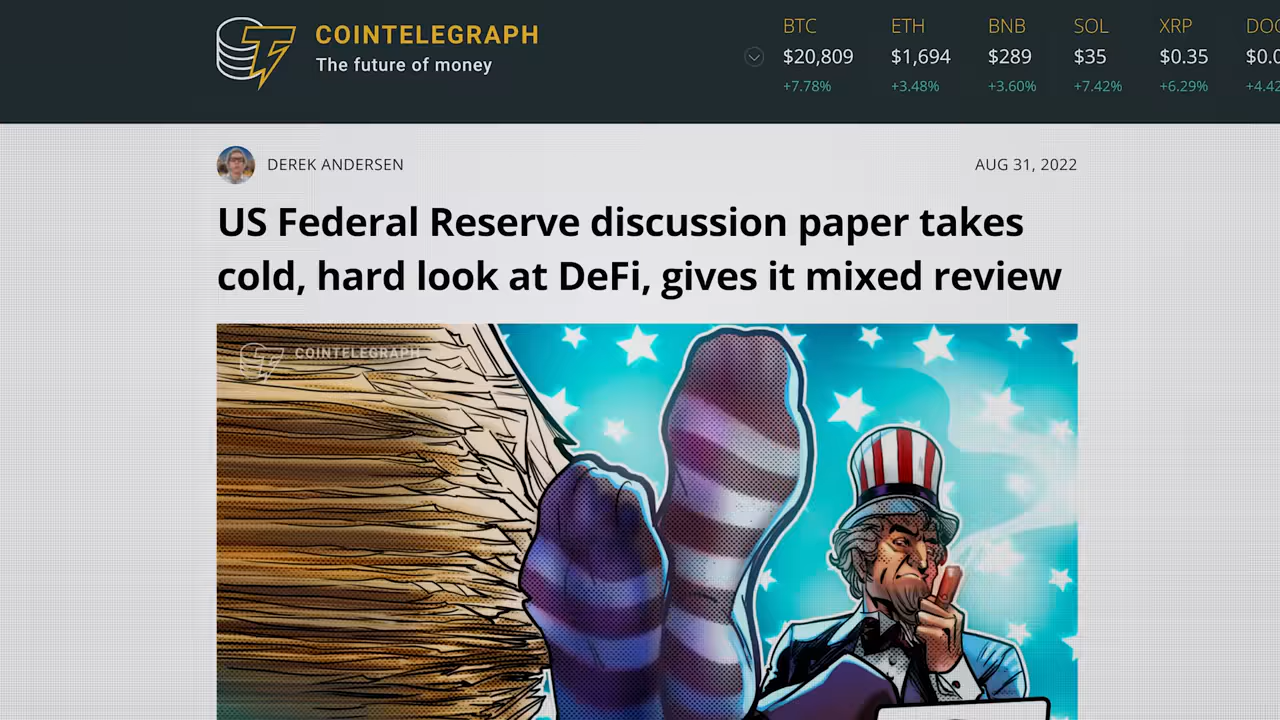 COINTELEGRAPH
The future of money
BTC ETH BNB SOL XRP
$20,809 $1,694 $289 $35 $0.35
+7.78% +3.48% +3.60% +7.42% +6.29%
DEREK ANDERSEN
AUG 31, 2022
US Federal Reserve discussion paper takes
cold, hard look at DeFi, gives it mixed review
COINTELEGRAPH